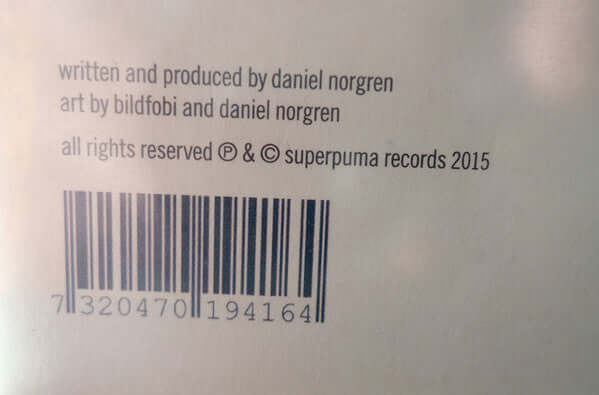 written and produced by daniel norgren
art by bildfobi and daniel norgren
all rights reserved ℗ & © superpuma records 2015
7 320470 194164